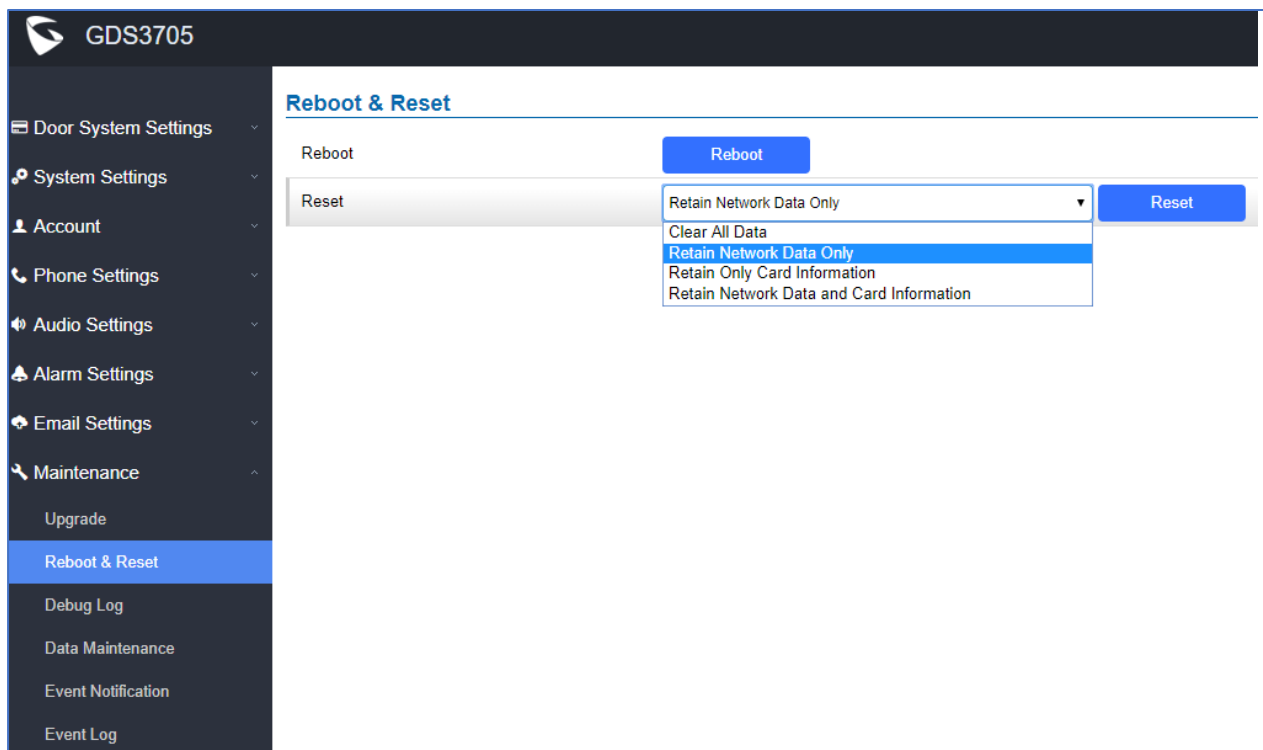 GDS3705
Door System Settings
System Settings
Account
Phone Settings
Audio Settings
Alarm Settings
Email Settings
Maintenance
Upgrade
Reboot & Reset
Debug Log
Data Maintenance
Event Notification
Event Log
Reboot & Reset
Reboot Reboot
Reset Retain Network Data Only Reset
Clear All Data
Retain Network Data Only
Retain Only Card Information
Retain Network Data and Card Information